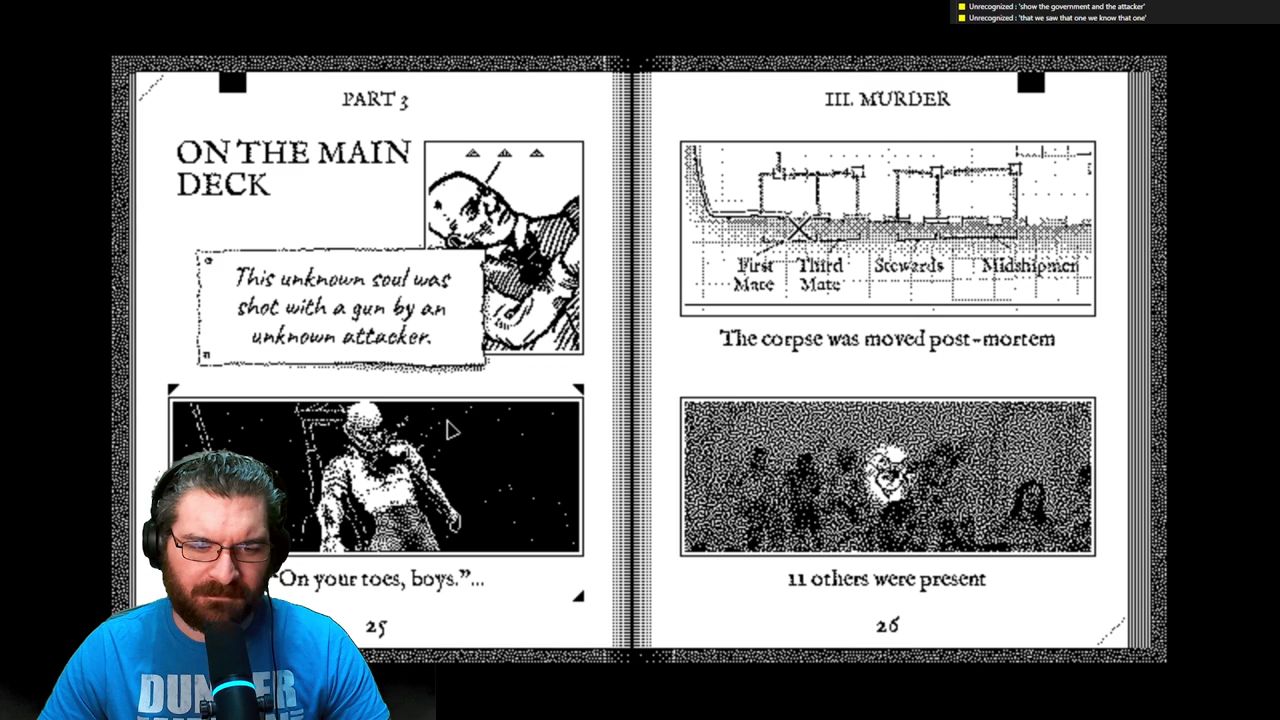 Unrecognized : 'show the government and the attacker'
Unrecognized : 'that we saw that one we know that one'
PART 3
ON THE MAIN
DECK
This unknown soul was
shot with a gun by an
unknown attacker.
"On your toes, boys."...
25
III. MURDER
First Third Stewards Midshipmen
Mate Mate
The corpse was moved post-mortem
11 others were present
26